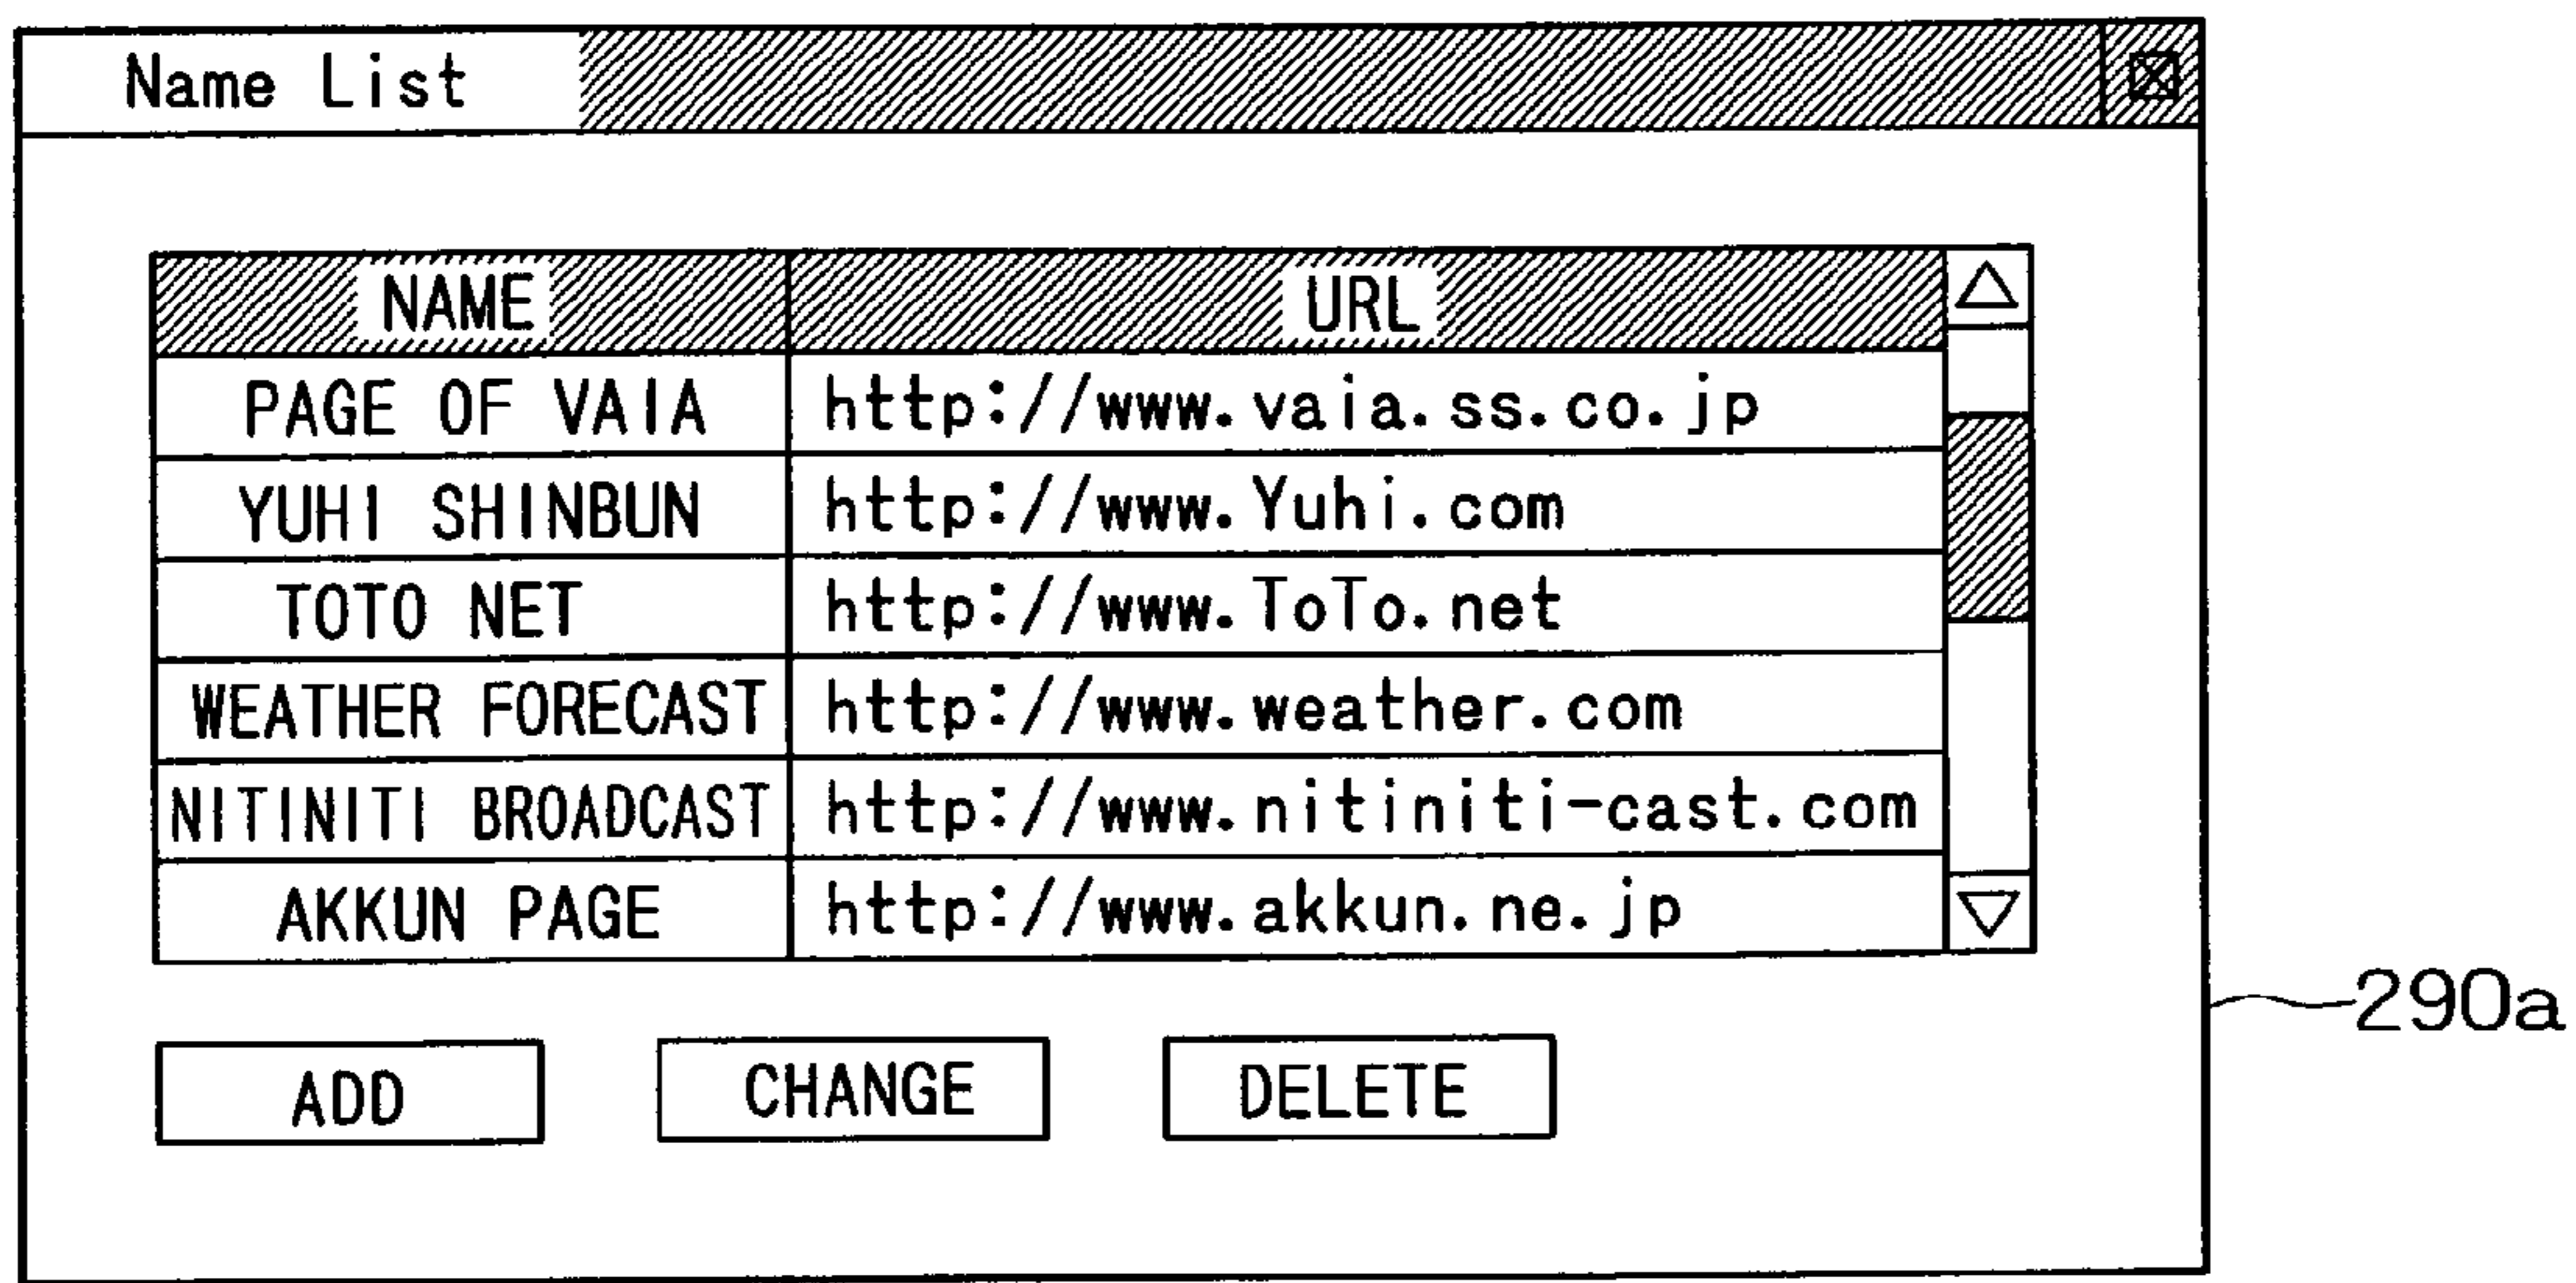 Name List
NAME URL
PAGE OF VAIA http://www.vaia.ss.co.jp
YUHI SHINBUN http://www.Yuhi.com
TOTO NET http://www.ToTo.net
WEATHER FORECAST http://www.weather.com
NITINITI BROADCAST http://www.nitiniti-cast.com
AKKUN PAGE http://www.akkun.ne.jp
290a
ADD CHANGE DELETE